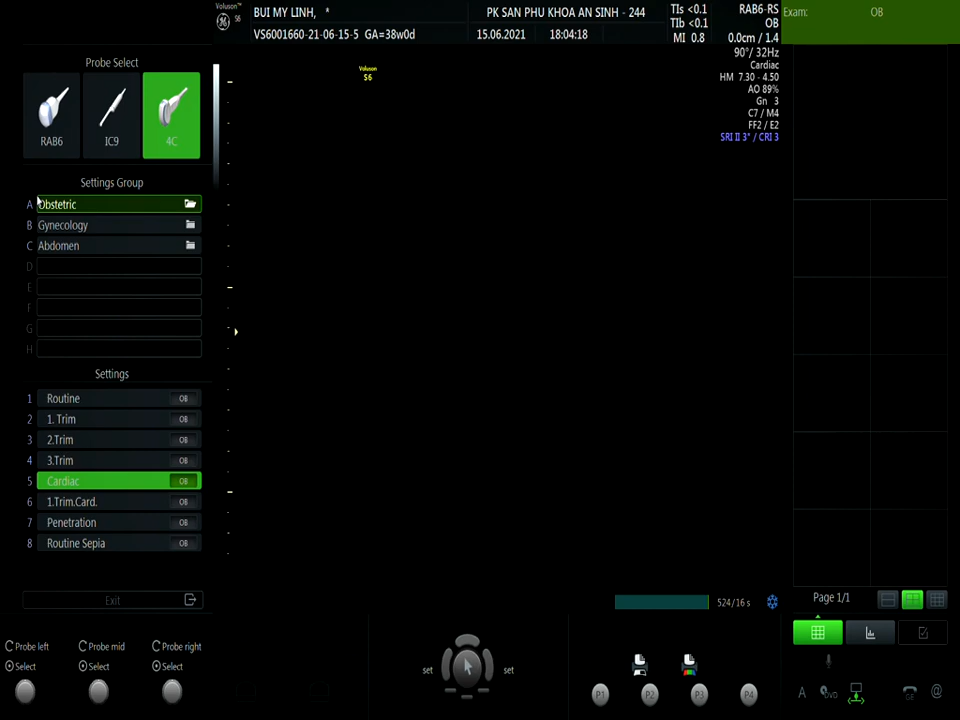 Voluson™
S6
BUI MY LINH, *
PK SAN PHU KHOA AN SINH - 244
VS6001660-21-06-15-5 GA=38w0d
15.06.2021
18:04:18
TIs <0.1
TIb <0.1
MI 0.8
RAB6-RS
OB
0.0cm / 1.4
90°/ 32Hz
Cardiac
HM 7.30 - 4.50
AO 89%
Gn 3
C7 / M4
FF2 / E2
SRI II 3° / CRI 3
Exam: OB
Voluson
S6
Probe Select
RAB6
IC9
4C
Settings Group
A Obstetric
B Gynecology
C Abdomen
D
E
F
G
H
Settings
1 Routine OB
2 1. Trim OB
3 2.Trim OB
4 3.Trim OB
5 Cardiac OB
6 1.Trim.Card. OB
7 Penetration OB
8 Routine Sepia OB
Exit
524/16 s
Page 1/1
Probe left
Probe mid
Probe right
Select
Select
Select
set
set
P1
P2
P3
P4
A
DVD
@